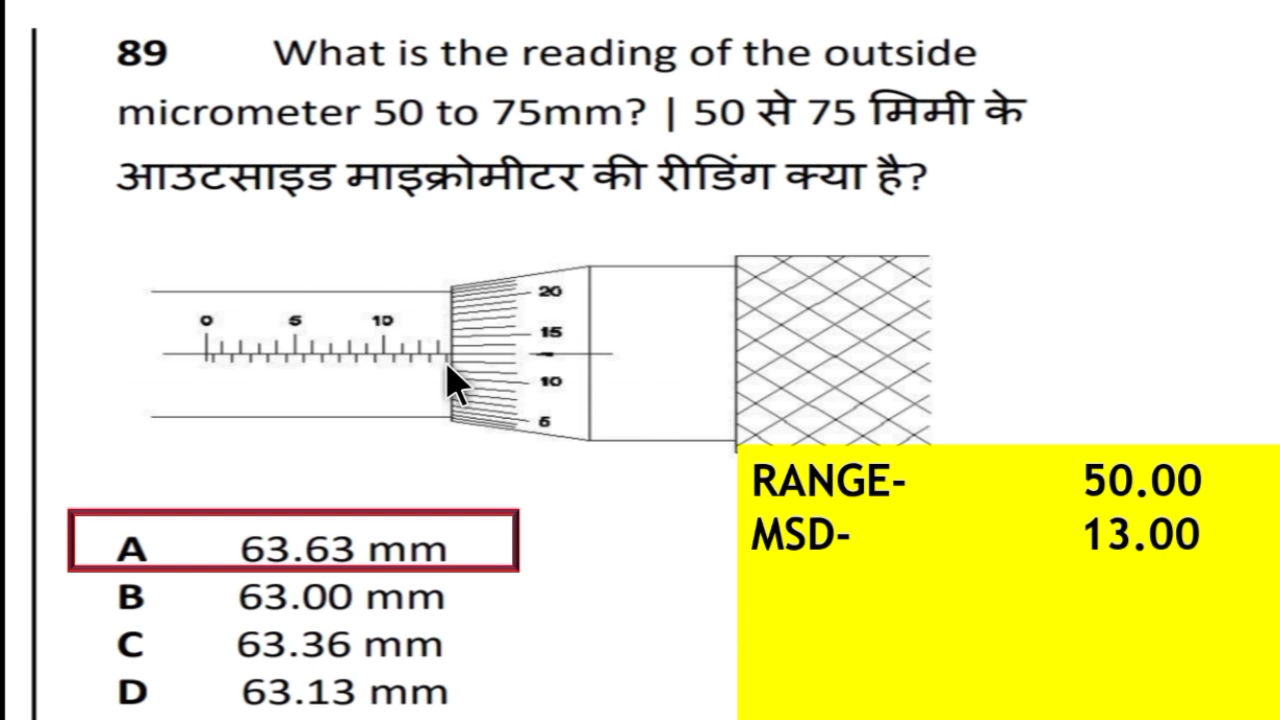 89 What is the reading of the outside
micrometer 50 to 75mm? | 50 से 75 मिमी के
आउटसाइड माइक्रोमीटर की रीडिंग क्या है?
0 5 10
20
15
10
5
RANGE- 50.00
MSD- 13.00
A 63.63 mm
B 63.00 mm
C 63.36 mm
D 63.13 mm